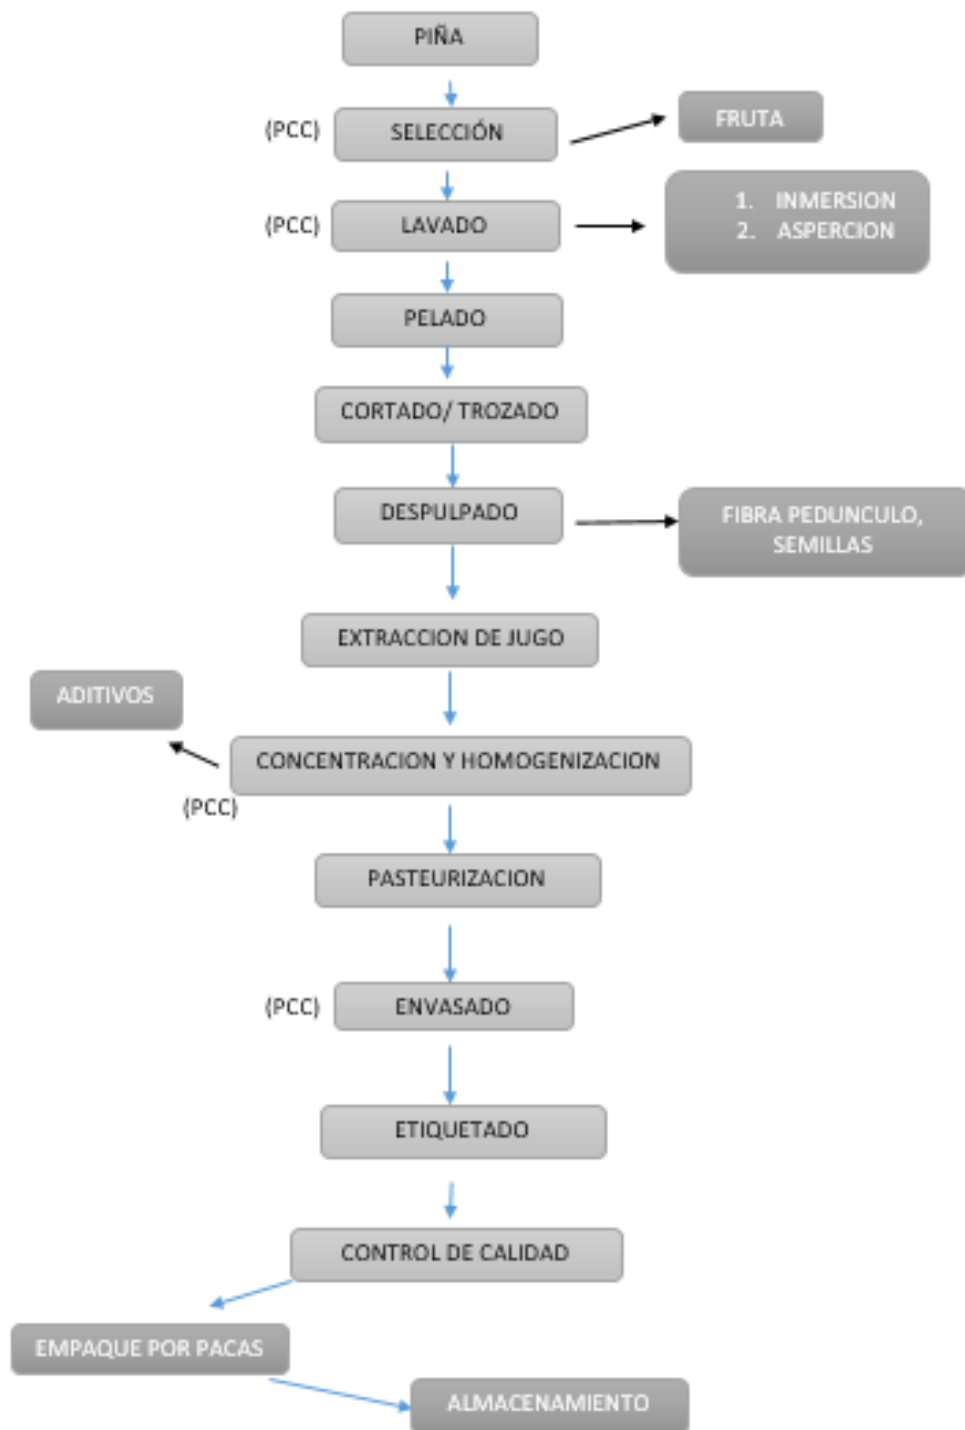 PIÑA
(PCC)
SELECCIÓN
FRUTA
(PCC)
LAVADO
1. INMERSION
2. ASPERCION
PELADO
CORTADO/ TROZADO
DESPULPADO
FIBRA PEDUNCULO,
SEMILLAS
EXTRACCION DE JUGO
ADITIVOS
CONCENTRACION Y HOMOGENIZACION
(PCC)
PASTEURIZACION
(PCC)
ENVASADO
ETIQUETADO
CONTROL DE CALIDAD
EMPAQUE POR PACAS
ALMACENAMIENTO